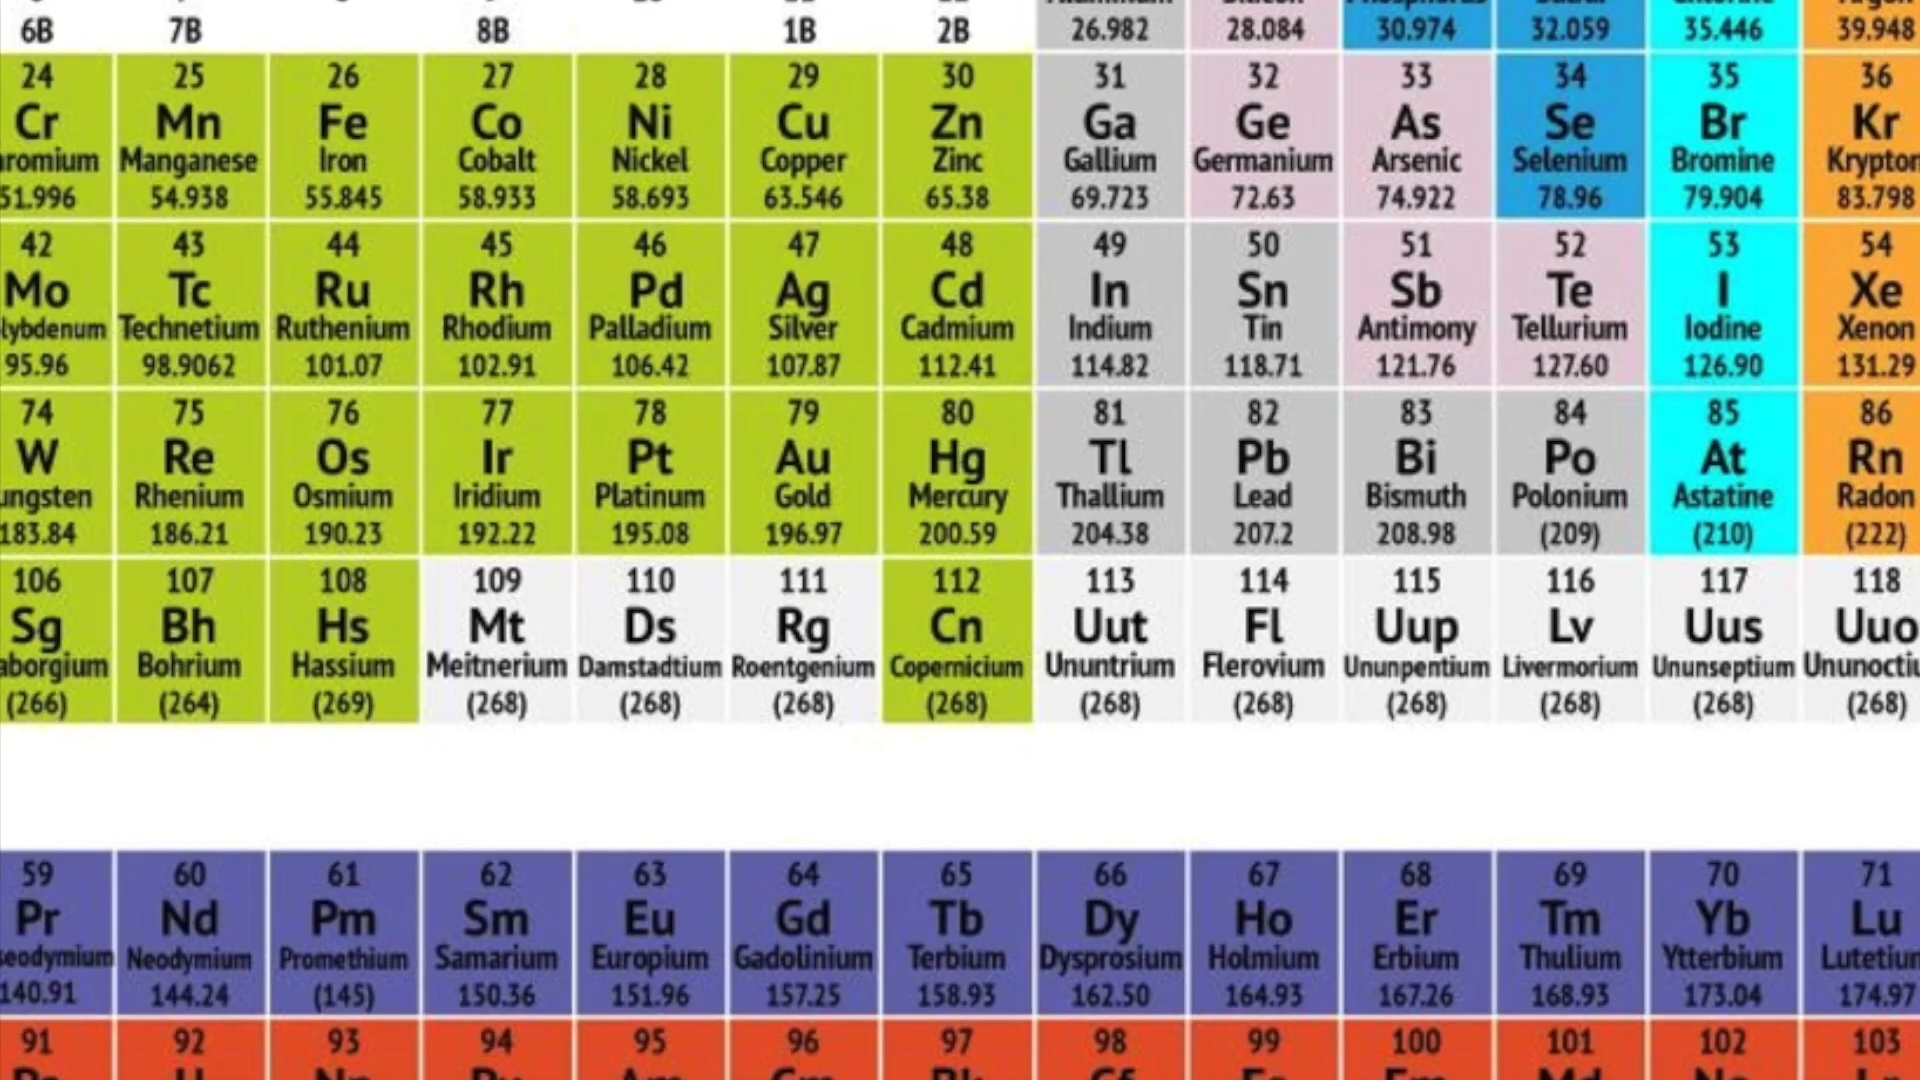 6B 7B 8B 1B 2B 26.982 28.084 30.974 32.059 35.446 39.948
24 25 26 27 28 29 30 31 32 33 34 35 36
Cr Mn Fe Co Ni Cu Zn Ga Ge As Se Br Kr
romium Manganese Iron Cobalt Nickel Copper Zinc Gallium Germanium Arsenic Selenium Bromine Krypton
51.996 54.938 55.845 58.933 58.693 63.546 65.38 69.723 72.63 74.922 78.96 79.904 83.798
42 43 44 45 46 47 48 49 50 51 52 53 54
Mo Tc Ru Rh Pd Ag Cd In Sn Sb Te I Xe
lybdenum Technetium Ruthenium Rhodium Palladium Silver Cadmium Indium Tin Antimony Tellurium Iodine Xenon
95.96 98.9062 101.07 102.91 106.42 107.87 112.41 114.82 118.71 121.76 127.60 126.90 131.29
74 75 76 77 78 79 80 81 82 83 84 85 86
W Re Os Ir Pt Au Hg Tl Pb Bi Po At Rn
ungsten Rhenium Osmium Iridium Platinum Gold Mercury Thallium Lead Bismuth Polonium Astatine Radon
183.84 186.21 190.23 192.22 195.08 196.97 200.59 204.38 207.2 208.98 (209) (210) (222)
106 107 108 109 110 111 112 113 114 115 116 117 118
Sg Bh Hs Mt Ds Rg Cn Uut Fl Uup Lv Uus Uuo
aborgium Bohrium Hassium Meitnerium Damstadtium Roentgenium Copernicium Ununtrium Flerovium Ununpentium Livermorium Ununseptium Ununoctiu
(266) (264) (269) (268) (268) (268) (268) (268) (268) (268) (268) (268) (268)
59 60 61 62 63 64 65 66 67 68 69 70 71
Pr Nd Pm Sm Eu Gd Tb Dy Ho Er Tm Yb Lu
seodymium Neodymium Promethium Samarium Europium Gadolinium Terbium Dysprosium Holmium Erbium Thulium Ytterbium Lutetium
140.91 144.24 (145) 150.36 151.96 157.25 158.93 162.50 164.93 167.26 168.93 173.04 174.97
91 92 93 94 95 96 97 98 99 100 101 102 103